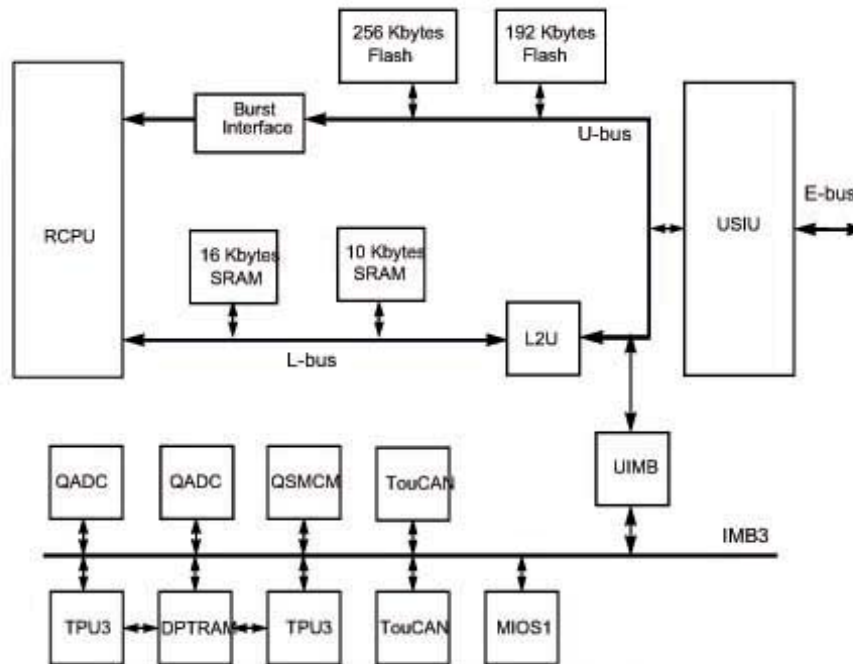 256 Kbytes
Flash
192 Kbytes
Flash
Burst
Interface
U-bus
RCPU
USIU
E-bus
16 Kbytes
SRAM
10 Kbytes
SRAM
L-bus
L2U
QADC
QADC
QSMCM
TouCAN
UIMB
IMB3
TPU3
DPTRAM
TPU3
TouCAN
MIOS1